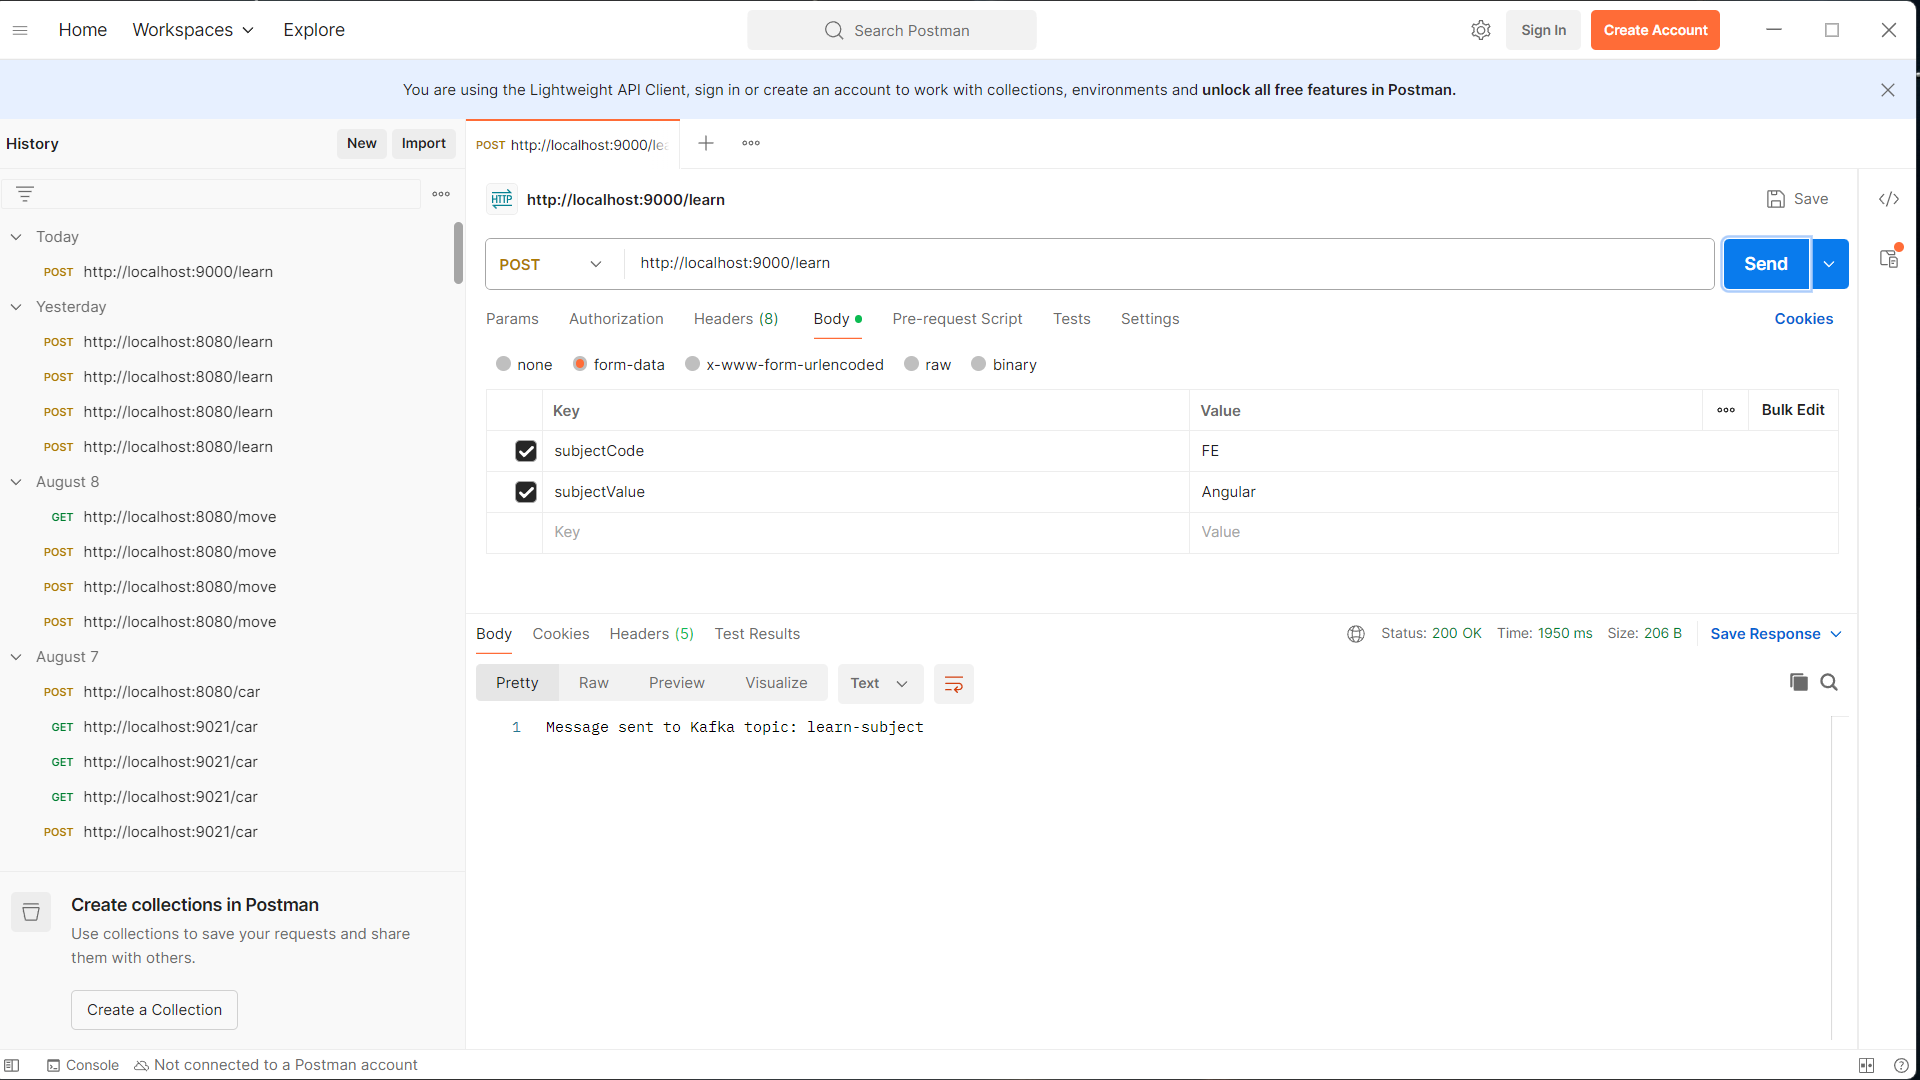 Home Workspaces Explore Search Postman Sign In Create Account
You are using the Lightweight API Client, sign in or create an account to work with collections, environments and unlock all free features in Postman.
History New Import
Today
POST http://localhost:9000/learn
Yesterday
POST http://localhost:8080/learn
POST http://localhost:8080/learn
POST http://localhost:8080/learn
POST http://localhost:8080/learn
August 8
GET http://localhost:8080/move
POST http://localhost:8080/move
POST http://localhost:8080/move
POST http://localhost:8080/move
August 7
POST http://localhost:8080/car
GET http://localhost:9021/car
GET http://localhost:9021/car
GET http://localhost:9021/car
POST http://localhost:9021/car
Create collections in Postman
Use collections to save your requests and share
them with others.
Create a Collection
POST http://localhost:9000/lea
HTTP http://localhost:9000/learn Save
POST http://localhost:9000/learn Send
Params Authorization Headers (8) Body Pre-request Script Tests Settings Cookies
none form-data x-www-form-urlencoded raw binary
Key Value Bulk Edit
subjectCode FE
subjectValue Angular
Key Value
Body Cookies Headers (5) Test Results Status: 200 OK Time: 1950 ms Size: 206 B Save Response
Pretty Raw Preview Visualize Text
1 Message sent to Kafka topic: learn-subject
Console Not connected to a Postman account